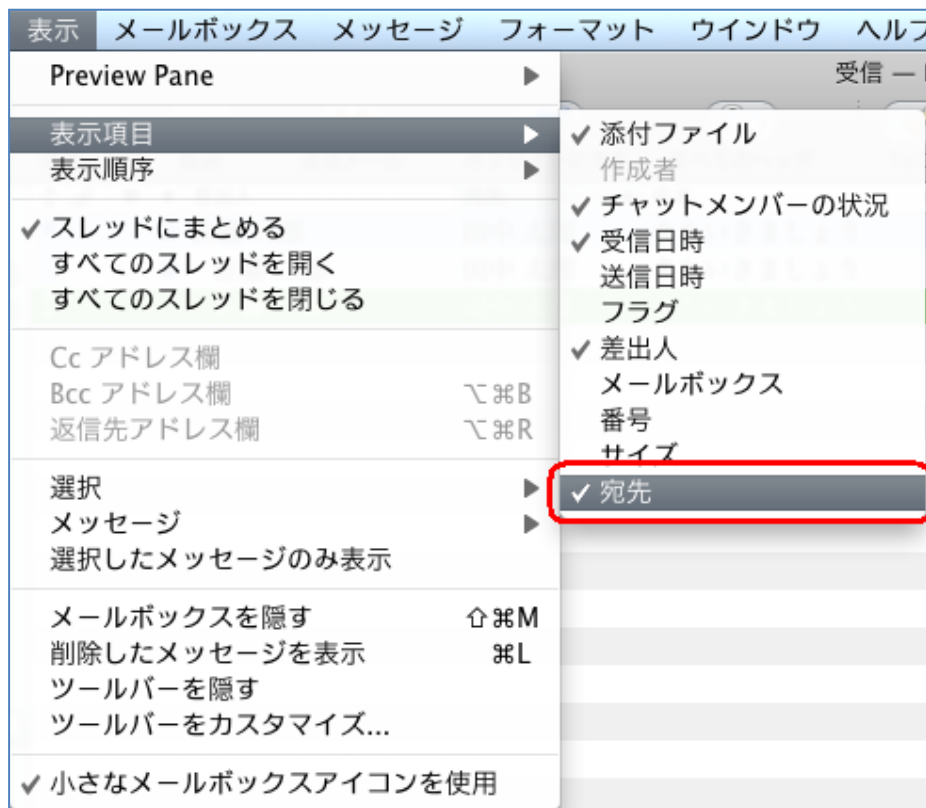 表示 メールボックス メッセージ フォーマット ウインドウ ヘルプ
受信 —
Preview Pane ▶
表示項目 ▶
表示順序 ▶
✓ スレッドにまとめる
すべてのスレッドを開く
すべてのスレッドを閉じる
Cc アドレス欄
Bcc アドレス欄 ⌥⌘B
返信先アドレス欄 ⌥⌘R
選択 ▶
メッセージ ▶
選択したメッセージのみ表示
メールボックスを隠す ⇧⌘M
削除したメッセージを表示 ⌘L
ツールバーを隠す
ツールバーをカスタマイズ...
✓ 小さなメールボックスアイコンを使用
✓ 添付ファイル
作成者
✓ チャットメンバーの状況
✓ 受信日時
送信日時
フラグ
✓ 差出人
メールボックス
番号
サイズ
✓ 宛先